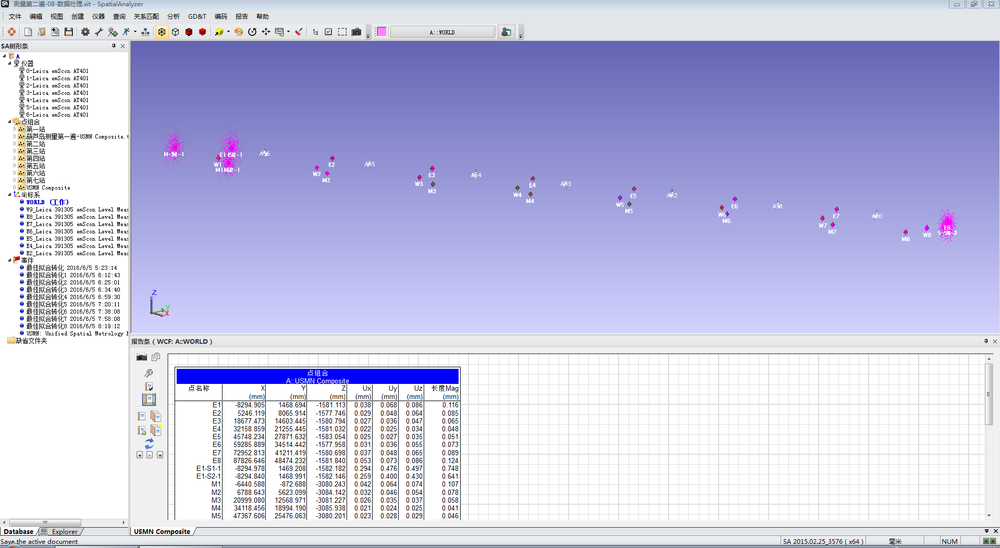 测量第二遍-08-数据处理.xit - SpatialAnalyzer
文件 编辑 视图 创建 仪器 查询 关系匹配 分析 GD&T 编码 报告 帮助
A::WORLD
SA树形条
A
仪器
0-Leica emScon AT401
1-Leica emScon AT401
2-Leica emScon AT401
3-Leica emScon AT401
4-Leica emScon AT401
5-Leica emScon AT401
6-Leica emScon AT401
点组合
第一站
葫芦岛测量第一遍-USMN Composite.
第二站
第三站
第四站
第五站
第六站
第七站
USMN Composite
坐标系
WORLD (工作)
W9_Leica 391305 emScon Level Meas
E8_Leica 391305 emScon Level Meas
E7_Leica 391305 emScon Level Meas
E6_Leica 391305 emScon Level Meas
E5_Leica 391305 emScon Level Meas
E4_Leica 391305 emScon Level Meas
E2_Leica 391305 emScon Level Meas
事件
最佳拟合转化 2016/6/5 5:23:14
最佳拟合转化1 2016/6/5 6:12:43
最佳拟合转化2 2016/6/5 6:25:01
最佳拟合转化3 2016/6/5 6:34:40
最佳拟合转化4 2016/6/5 6:59:30
最佳拟合转化5 2016/6/5 7:20:11
最佳拟合转化6 2016/6/5 7:38:08
最佳拟合转化7 2016/6/5 7:58:08
最佳拟合转化8 2016/6/5 8:19:12
USMN: Unified Spatial Metrology
缺省文件夹
Database Explorer
W1
W2 E2 M2
W3 E3 M3
W4 E4 M4
W5 E5 M5
W6 E6 M6
W7 E7 M7
M8 W8 E8
Z Y X
报告条 ( WCF: A::WORLD )
点组合
A::USMN Composite
点名称 X Y Z Ux Uy Uz 长度Mag
(mm) (mm) (mm) (mm) (mm) (mm) (mm)
E1 -8294.905 1468.694 -1581.113 0.038 0.068 0.086 0.116
E2 5246.119 8065.914 -1577.746 0.029 0.048 0.064 0.085
E3 18677.473 14603.445 -1580.794 0.027 0.036 0.047 0.065
E4 32158.859 21255.445 -1581.032 0.022 0.025 0.034 0.048
E5 45748.234 27871.632 -1583.054 0.025 0.027 0.035 0.051
E6 59285.889 34514.442 -1577.958 0.031 0.036 0.055 0.073
E7 72952.813 41211.419 -1580.698 0.037 0.048 0.065 0.089
E8 87826.646 48474.232 -1581.840 0.053 0.073 0.086 0.124
E1-S1-1 -8294.978 1469.208 -1582.182 0.294 0.476 0.497 0.748
E1-S2-1 -8294.840 1468.991 -1582.146 0.259 0.400 0.430 0.641
M1 -6440.588 -872.688 -3080.243 0.042 0.064 0.074 0.107
M2 6788.643 5623.099 -3084.142 0.032 0.046 0.054 0.078
M3 20999.080 12568.971 -3081.227 0.026 0.035 0.037 0.058
M4 34118.456 18994.190 -3085.938 0.021 0.024 0.025 0.041
M5 47367.606 25476.063 -3080.201 0.023 0.028 0.029 0.046
USMN Composite
Save the active document
SA 2015.02.25_3576 ( x64 ) 毫米 NUM